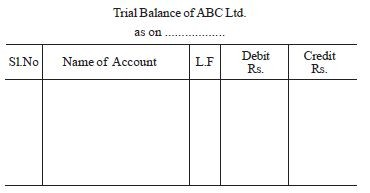 Trial Balance of ABC Ltd.
as on ..................
Sl.No Name of Account L.F Debit Rs. Credit Rs.